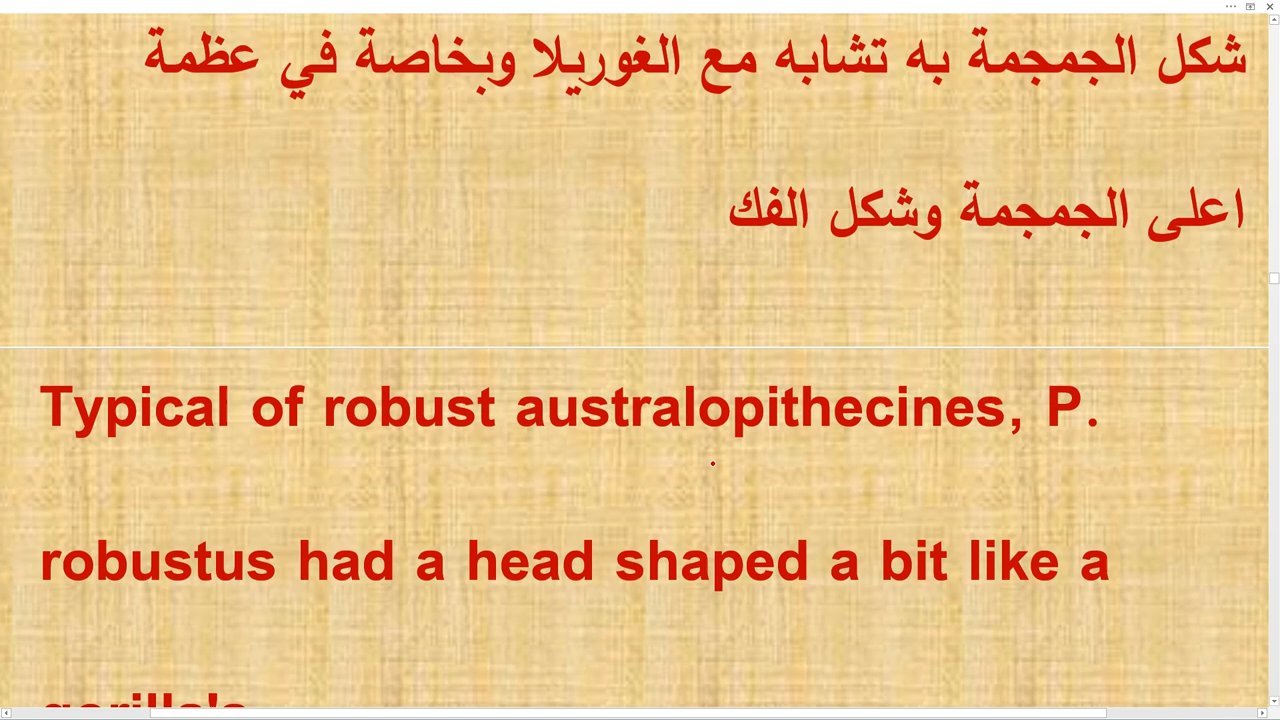 شكل الجمجمة به تشابه مع الغوريلا وبخاصة في عظمة
اعلى الجمجمة وشكل الفك
Typical of robust australopithecines, P.
robustus had a head shaped a bit like a
gorilla's